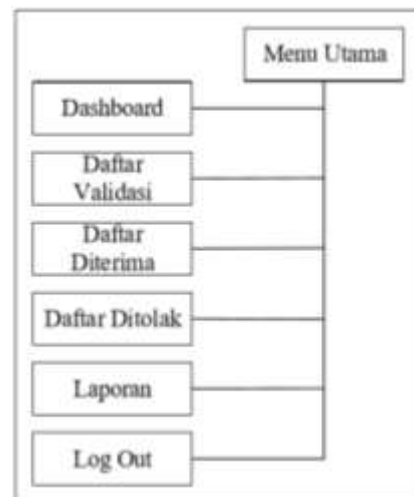 Menu Utama
Dashboard
Daftar
Validasi
Daftar
Diterima
Daftar Ditolak
Laporan
Log Out